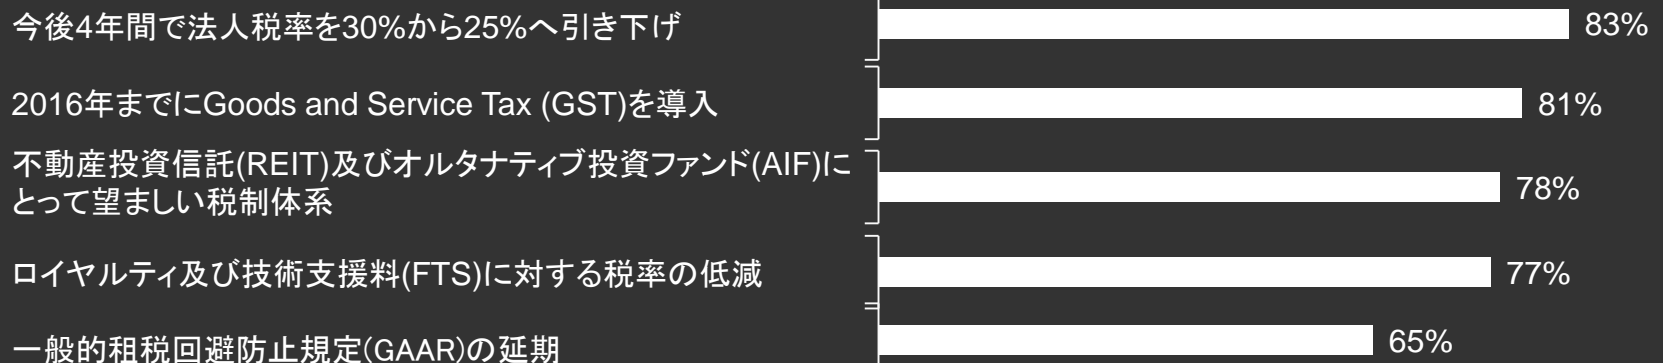 今後4年間で法人税率を30%から25%へ引き下げ
83%
2016年までにGoods and Service Tax (GST)を導入
81%
不動産投資信託(REIT)及びオルタナティブ投資ファンド(AIF)に
とって望ましい税制体系
78%
ロイヤルティ及び技術支援料(FTS)に対する税率の低減
77%
一般的租税回避防止規定(GAAR)の延期
65%